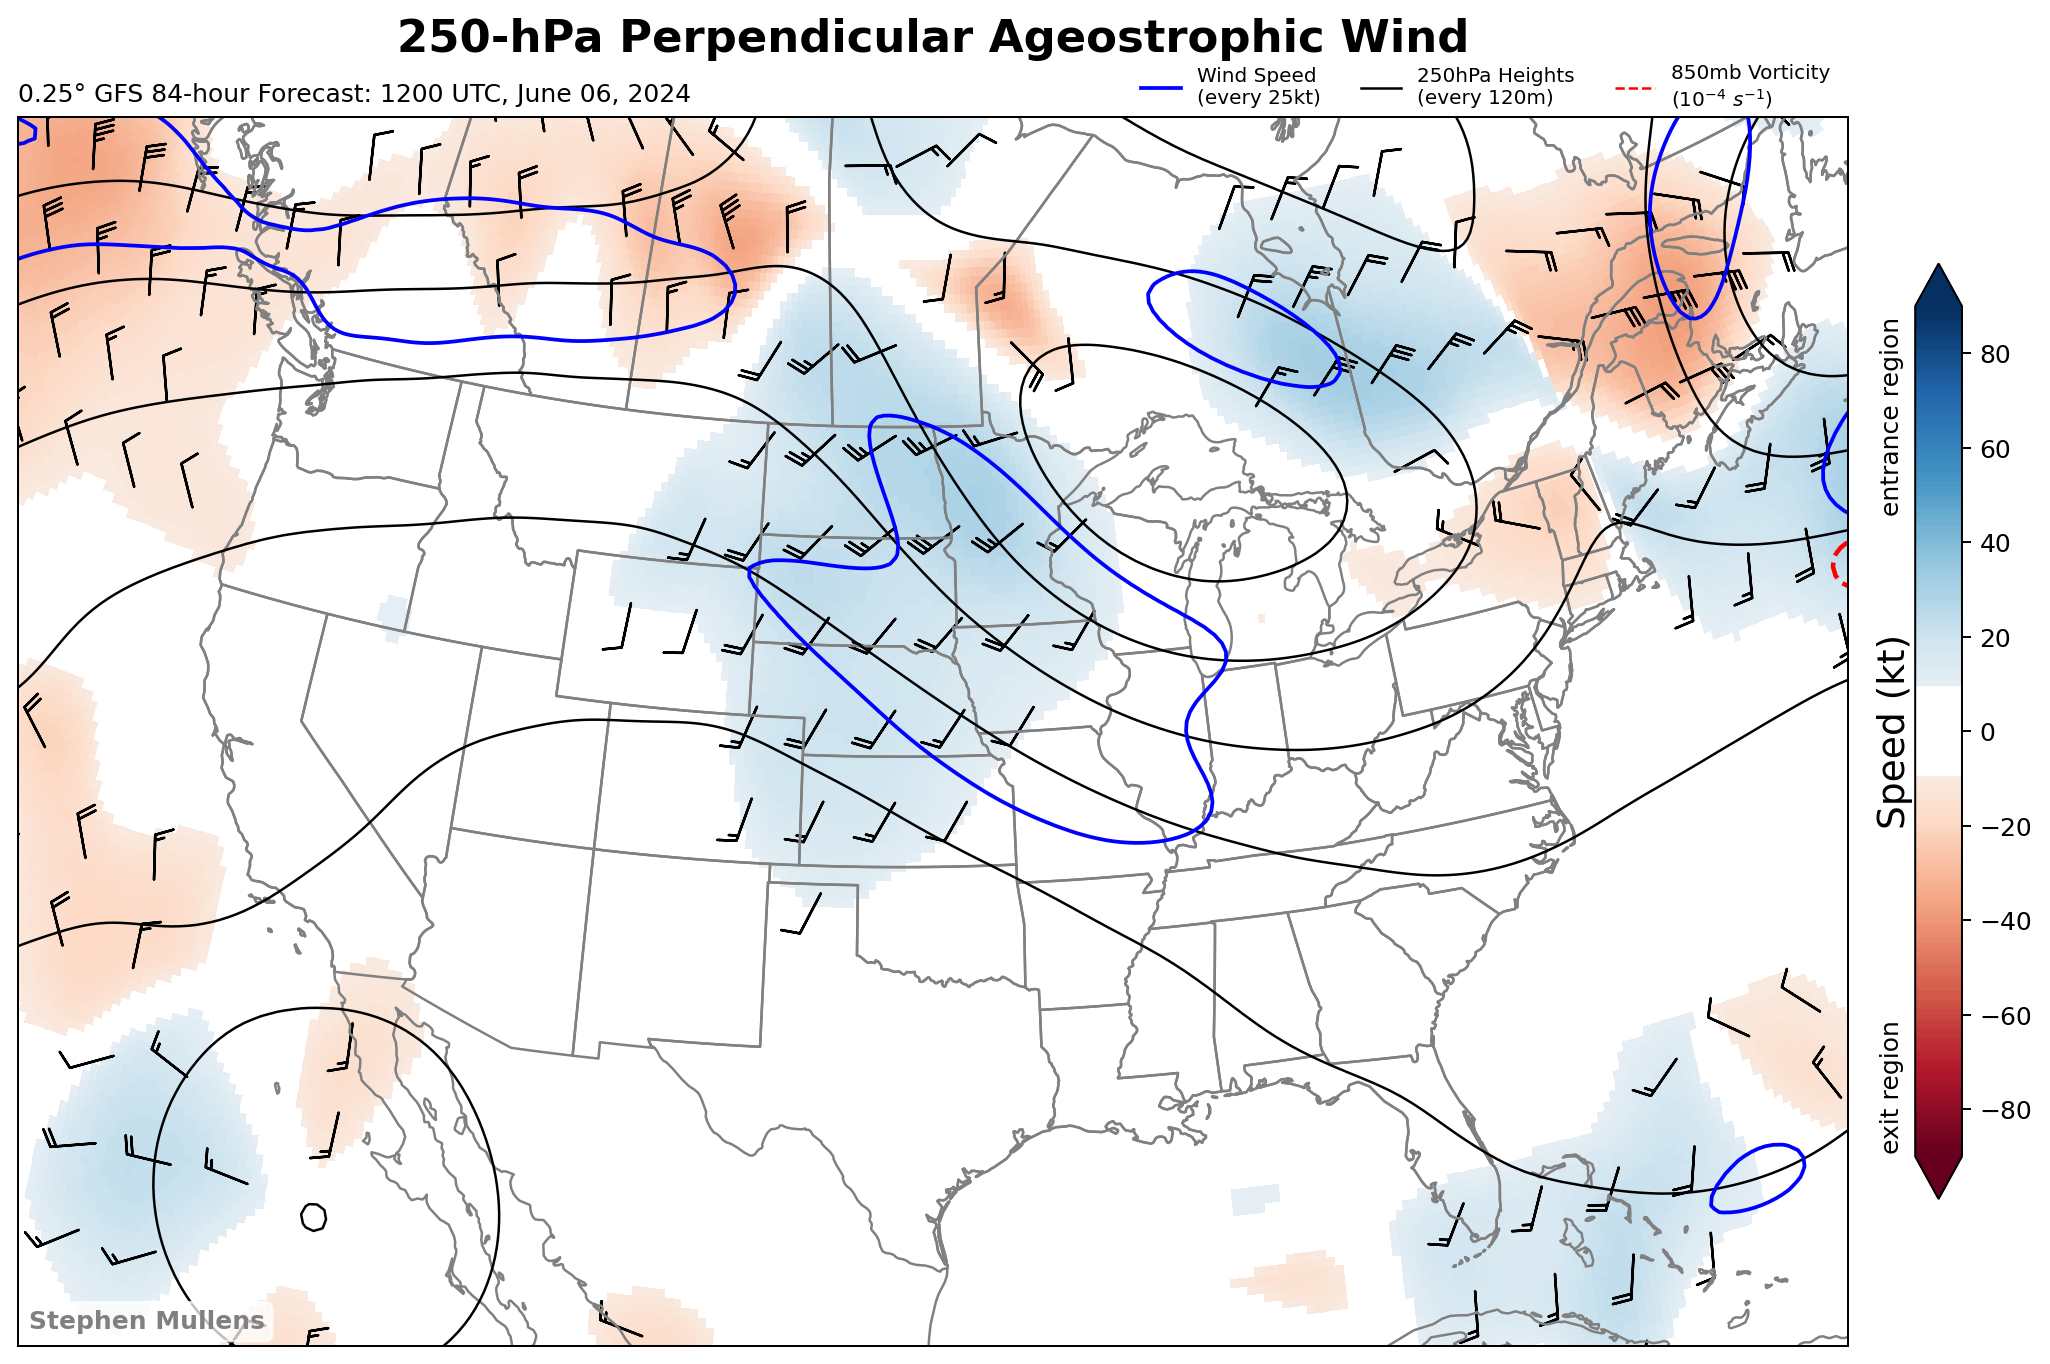 250-hPa Perpendicular Ageostrophic Wind
0.25° GFS 84-hour Forecast: 1200 UTC, June 06, 2024
Wind Speed
(every 25kt)
250hPa Heights
(every 120m)
850mb Vorticity
(10⁻⁴ s⁻¹)
entrance region
Speed (kt)
exit region
80
60
40
20
0
−20
−40
−60
−80
Stephen Mullens